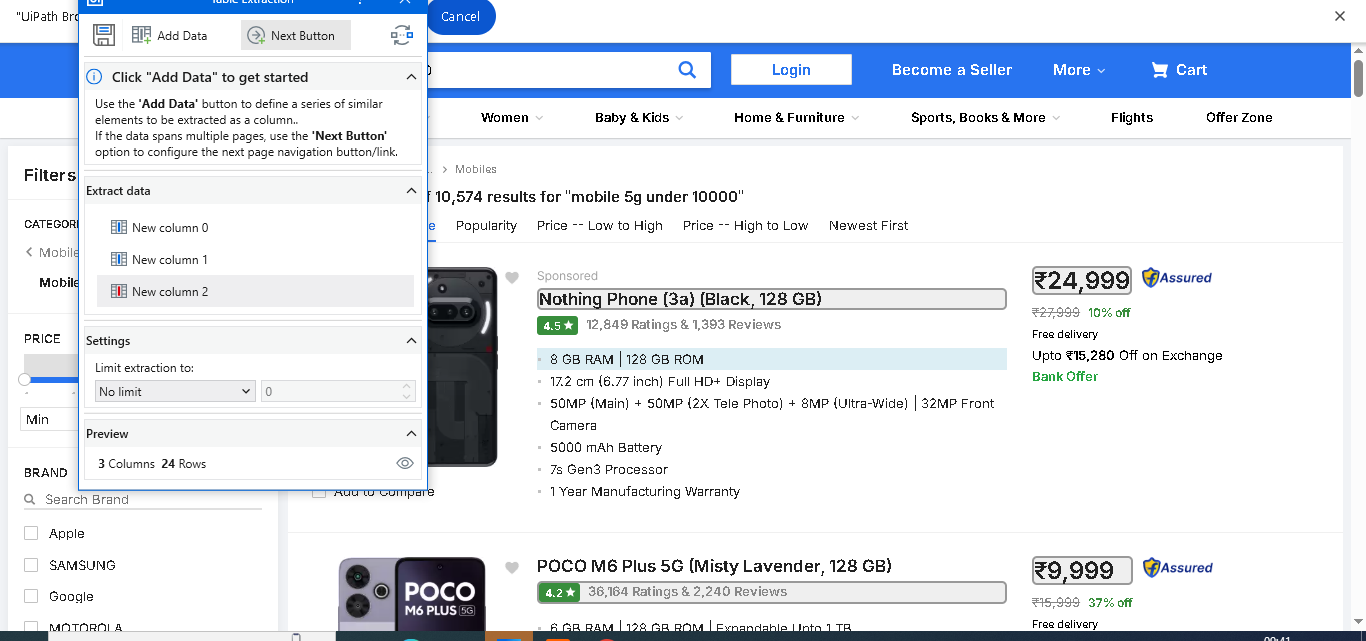 "UiPath Bro
Table Extraction
Cancel
Add Data
Next Button
Click "Add Data" to get started
Use the 'Add Data' button to define a series of similar
elements to be extracted as a column..
If the data spans multiple pages, use the 'Next Button'
option to configure the next page navigation button/link.
Extract data
New column 0
New column 1
New column 2
Settings
Limit extraction to:
No limit
0
Preview
3 Columns 24 Rows
0
Login
Become a Seller
More
Cart
Women
Baby & Kids
Home & Furniture
Sports, Books & More
Flights
Offer Zone
Filters
CATEGOR
Mobile
Mobile
PRICE
Min
BRAND
Search Brand
Apple
SAMSUNG
Google
MOTOROLA
Mobiles
f 10,574 results for "mobile 5g under 10000"
e
Popularity
Price -- Low to High
Price -- High to Low
Newest First
Add to Compare
Sponsored
Nothing Phone (3a) (Black, 128 GB)
4.5 ★ 12,849 Ratings & 1,393 Reviews
8 GB RAM | 128 GB ROM
17.2 cm (6.77 inch) Full HD+ Display
50MP (Main) + 50MP (2X Tele Photo) + 8MP (Ultra-Wide) | 32MP Front
Camera
5000 mAh Battery
7s Gen3 Processor
1 Year Manufacturing Warranty
₹24,999
Assured
₹27,999 10% off
Free delivery
Upto ₹15,280 Off on Exchange
Bank Offer
POCO
M6 PLUS 5G
POCO M6 Plus 5G (Misty Lavender, 128 GB)
4.2 ★ 36,164 Ratings & 2,240 Reviews
6 GB RAM | 128 GB ROM | Expandable Upto 1 TB
₹9,999
Assured
₹15,999 37% off
Free delivery
00:41